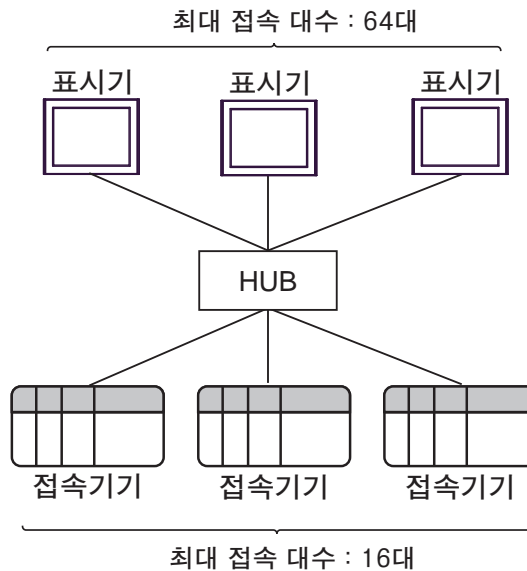 최대 접속 대수 : 64대
표시기 표시기 표시기
HUB
접속기기 접속기기 접속기기
최대 접속 대수 : 16대